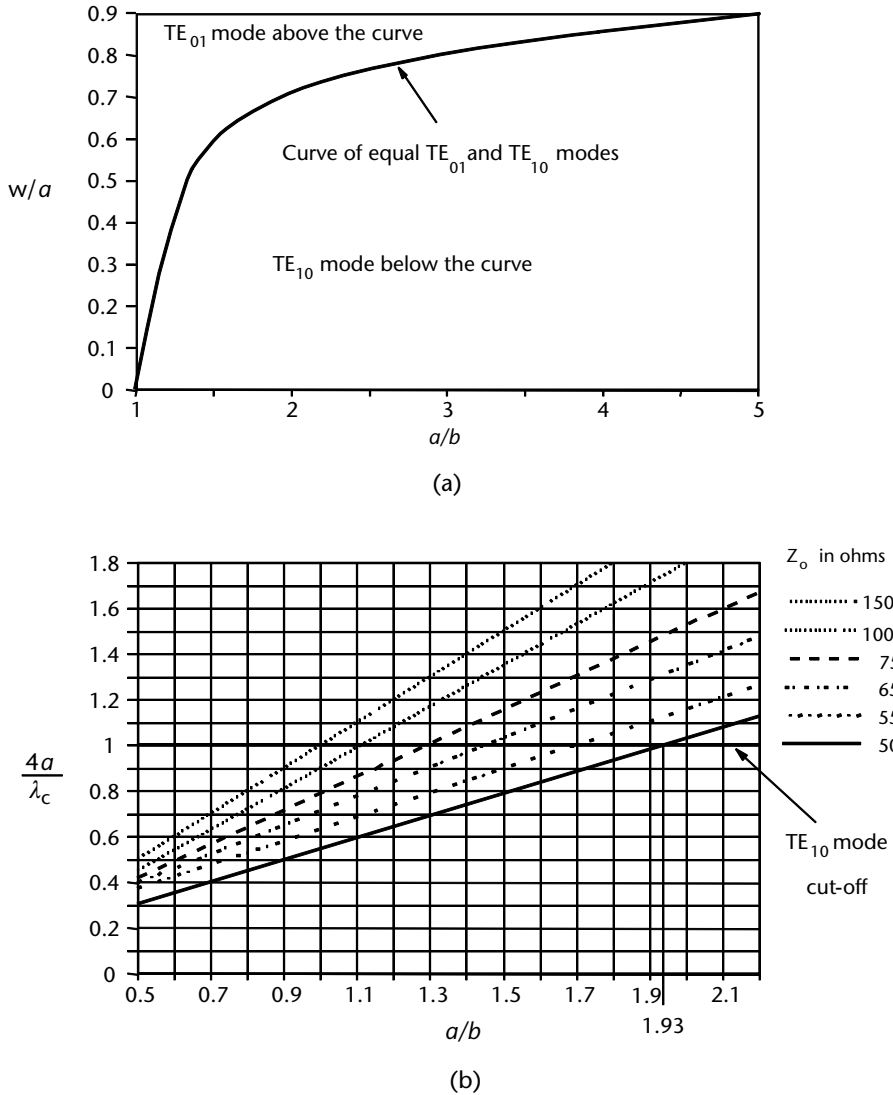 0.9
TE01 mode above the curve
0.8
0.7
0.6
Curve of equal TE01 and TE10 modes
w/a
0.5
0.4
0.3
TE10 mode below the curve
0.2
0.1
0
1 2 3 4 5
a/b
(a)
1.8
Zo in ohms
1.6
150
100
1.4
75
65
1.2
55
1
50
4a
λc
0.8
0.6
TE10 mode
0.4
cut-off
0.2
0
0.5 0.7 0.9 1.1 1.3 1.5 1.7 1.9 2.1
a/b
1.93
(b)